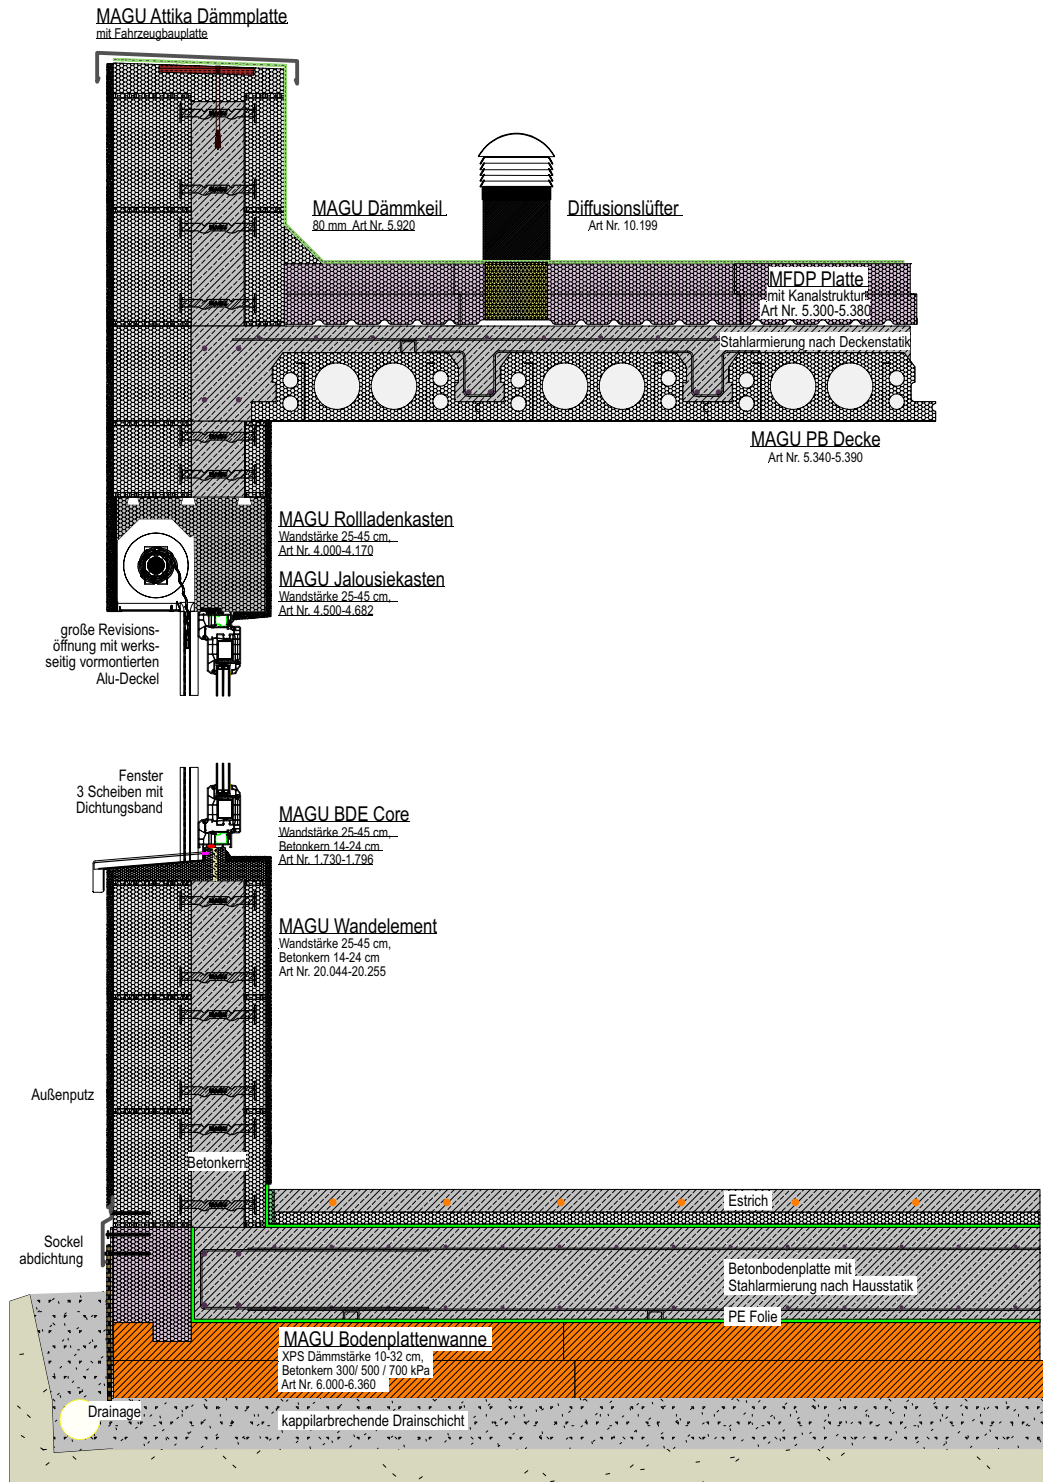 MAGU Attika Dämmplatte
mit Fahrzeugbauplatte
MAGU Dämmkeil
80 mm Art Nr. 5.920
Diffusionslüfter
Art Nr. 10.199
MFDP Platte
mit Kanalstruktur
Art Nr. 5.300-5.380
Stahlarmierung nach Deckenstatik
MAGU PB Decke
Art Nr. 5.340-5.390
MAGU Rollladenkasten
Wandstärke 25-45 cm,
Art Nr. 4.000-4.170
MAGU Jalousiekasten
Wandstärke 25-45 cm,
Art Nr. 4.500-4.682
große Revisions-
öffnung mit werks-
seitig vormontierten
Alu-Deckel
Fenster
3 Scheiben mit
Dichtungsband
MAGU BDE Core
Wandstärke 25-45 cm,
Betonkern 14-24 cm
Art Nr. 1.730-1.796
MAGU Wandelement
Wandstärke 25-45 cm,
Betonkern 14-24 cm
Art Nr. 20.044-20.255
Außenputz
Betonkern
Estrich
Sockel
abdichtung
Betonbodenplatte mit
Stahlarmierung nach Hausstatik
PE Folie
MAGU Bodenplattenwanne
XPS Dämmstärke 10-32 cm,
Betonkern 300/ 500 / 700 kPa
Art Nr. 6.000-6.360
Drainage
kappilarbrechende Drainschicht